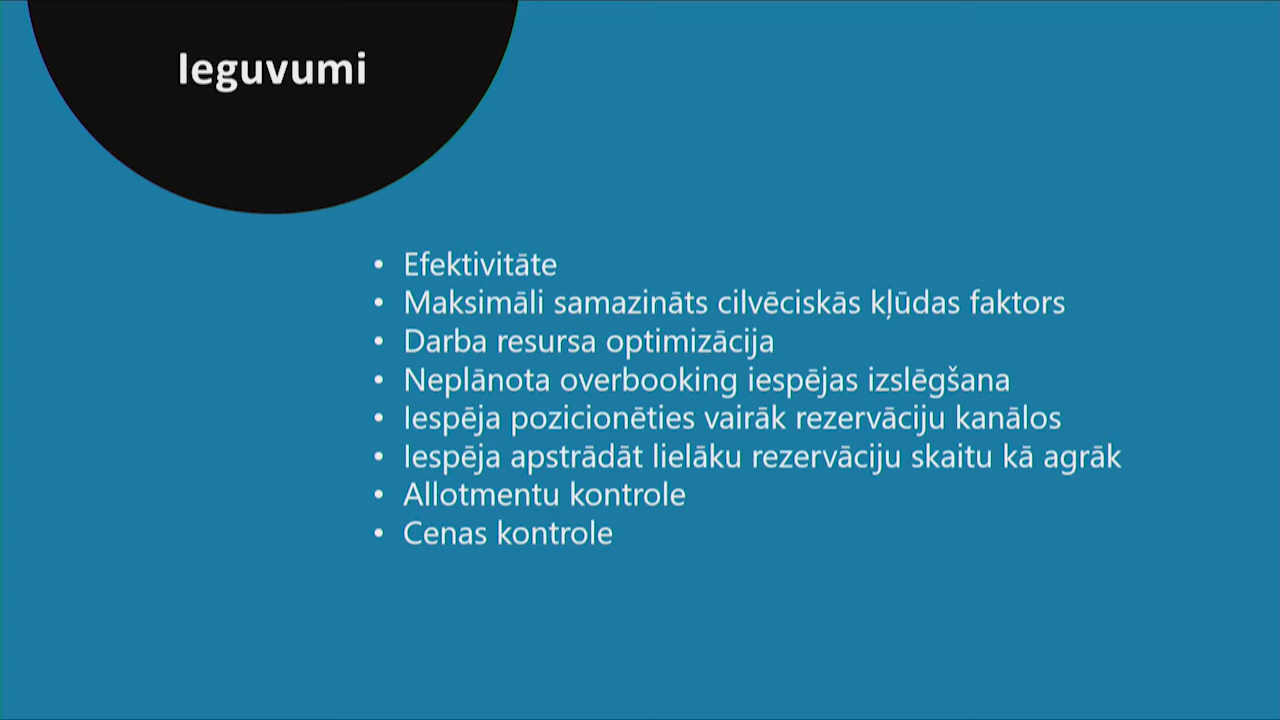 Ieguvumi
• Efektivitāte
• Maksimāli samazināts cilvēciskās kļūdas faktors
• Darba resursa optimizācija
• Neplānota overbooking iespējas izslēgšana
• Iespēja pozicionēties vairāk rezervāciju kanālos
• Iespēja apstrādāt lielāku rezervāciju skaitu kā agrāk
• Allotmentu kontrole
• Cenas kontrole